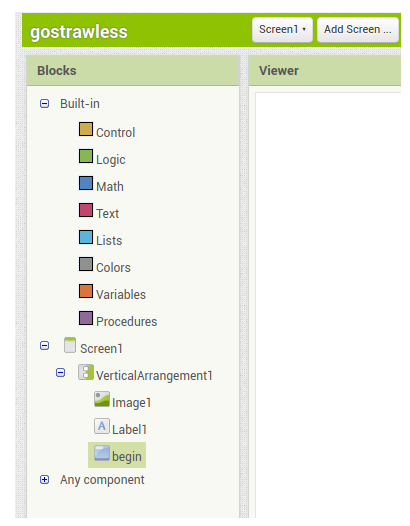 gostrawless
Screen1 ▾ Add Screen ...
Blocks
Viewer
Built-in
Control
Logic
Math
Text
Lists
Colors
Variables
Procedures
Screen1
VerticalArrangement1
Image1
A Label1
begin
Any component